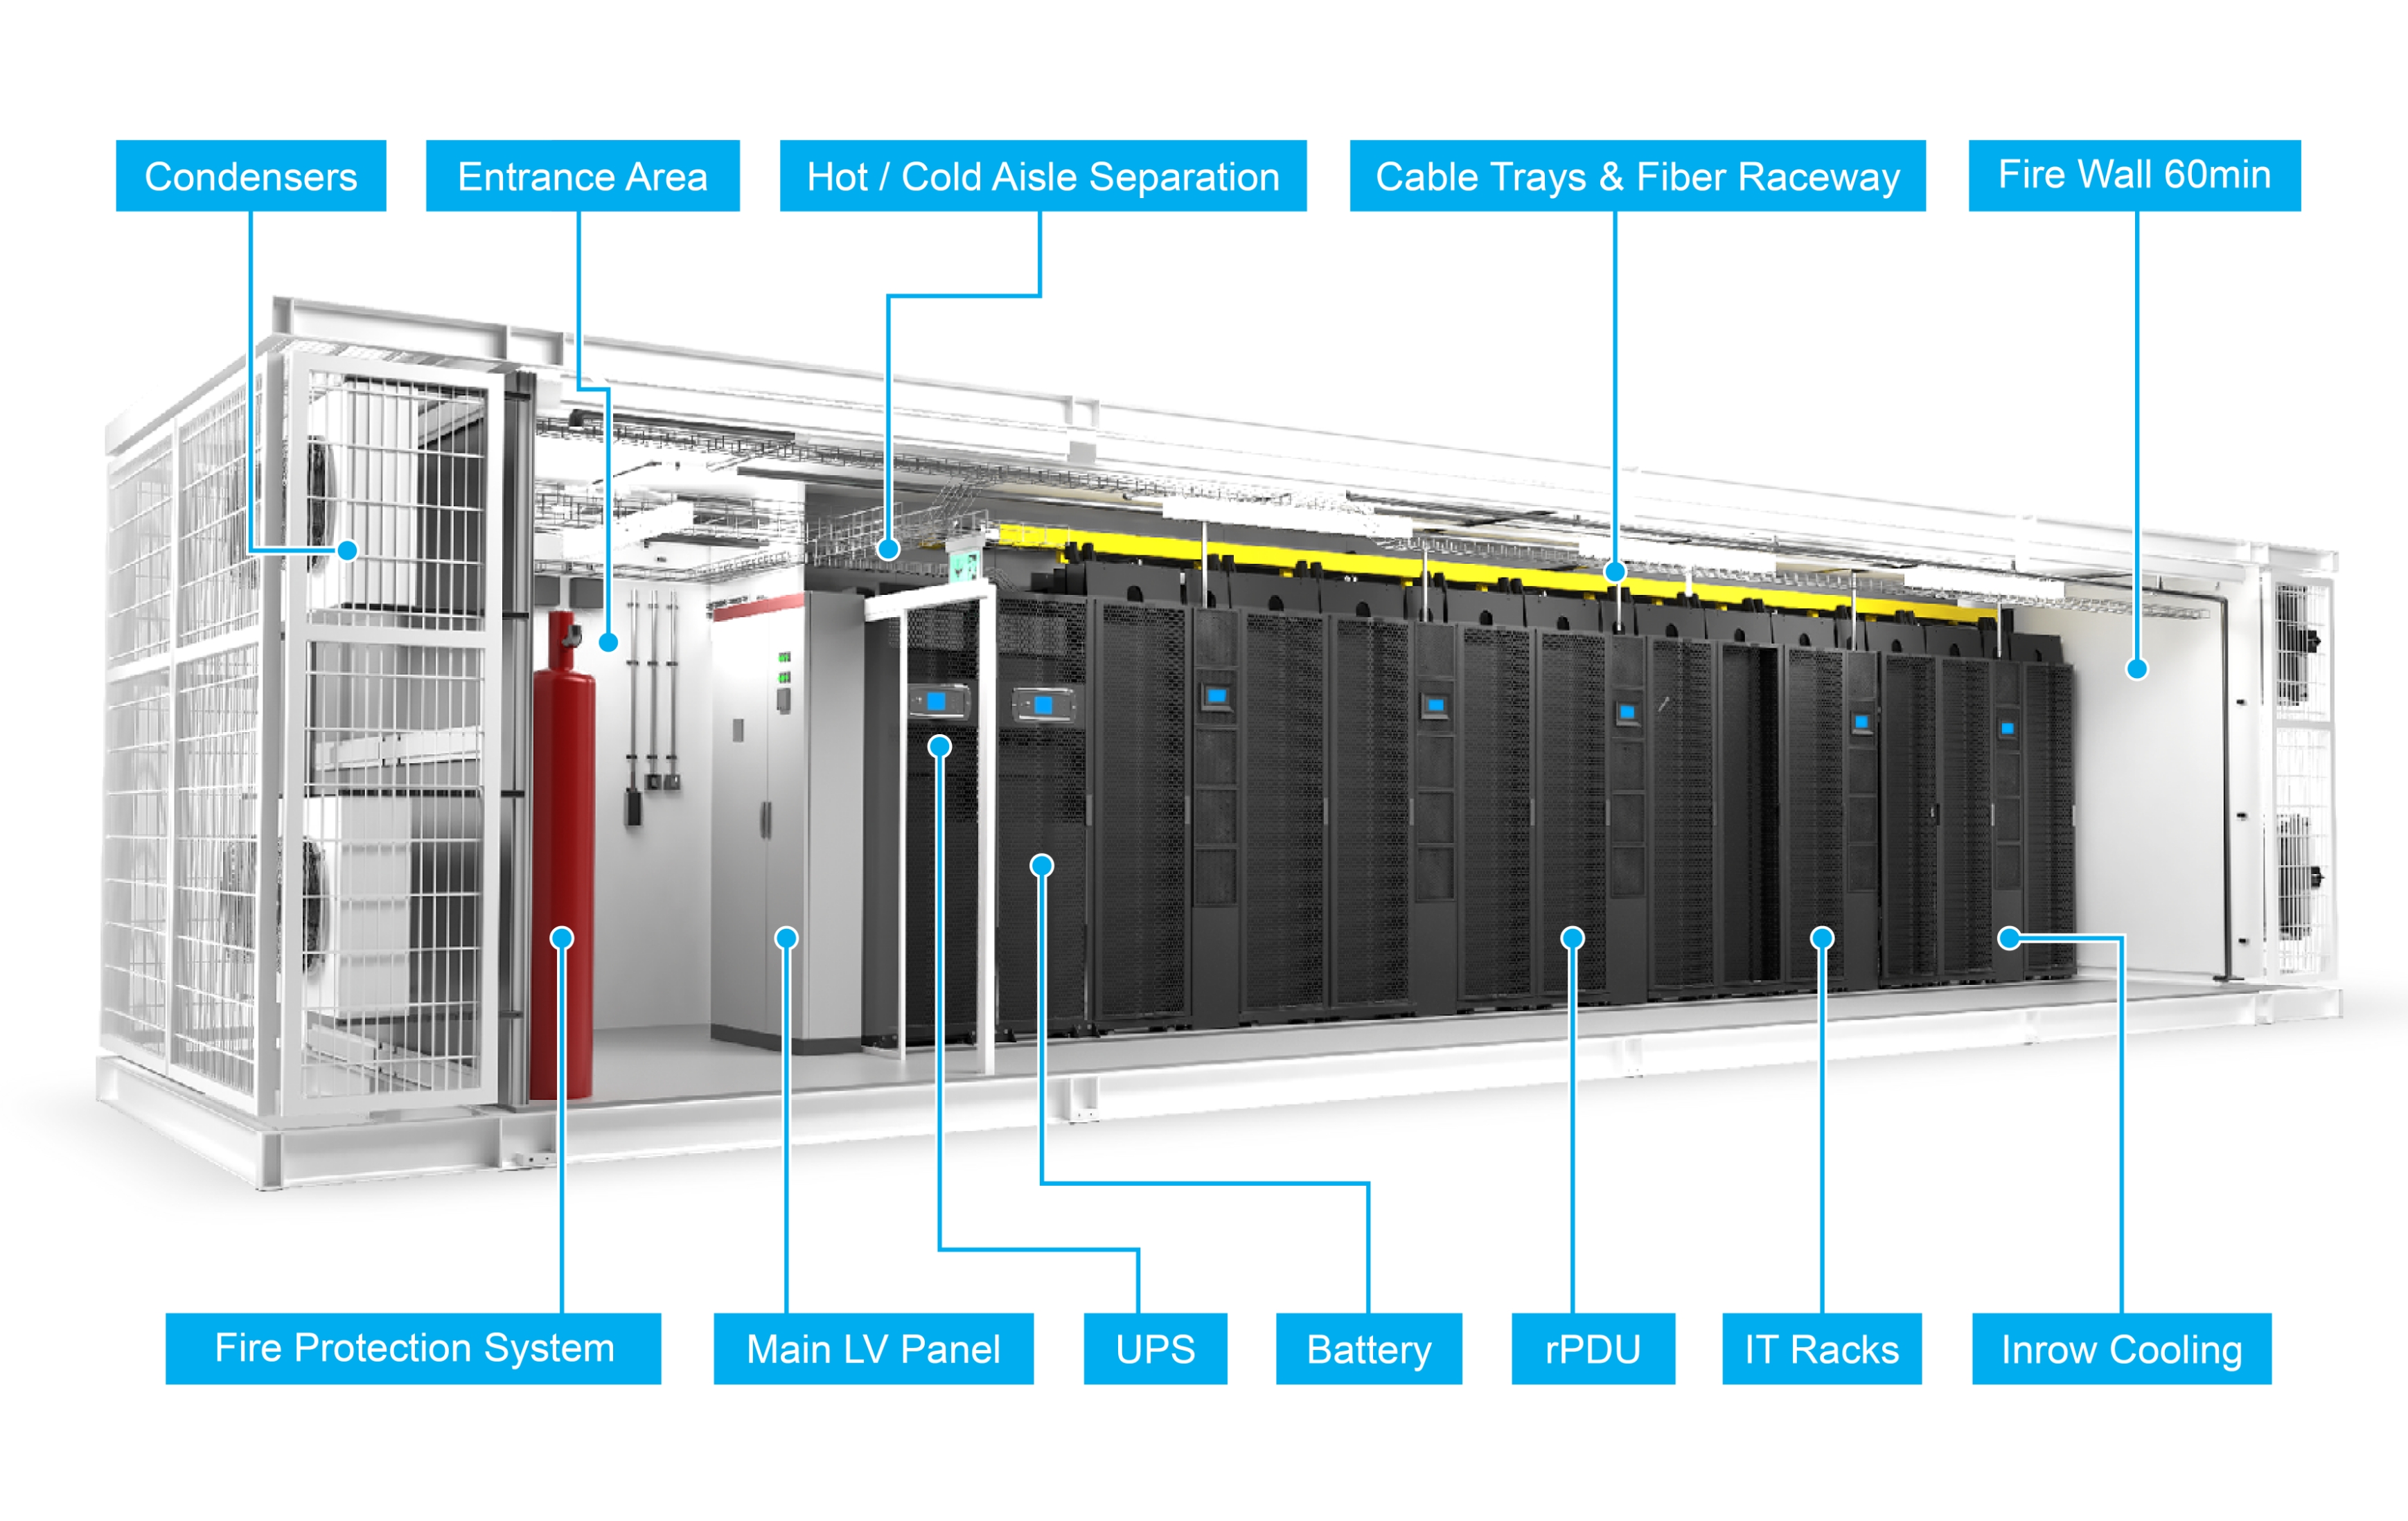 Condensers
Entrance Area
Hot / Cold Aisle Separation
Cable Trays & Fiber Raceway
Fire Wall 60min
Fire Protection System
Main LV Panel
UPS
Battery
rPDU
IT Racks
Inrow Cooling